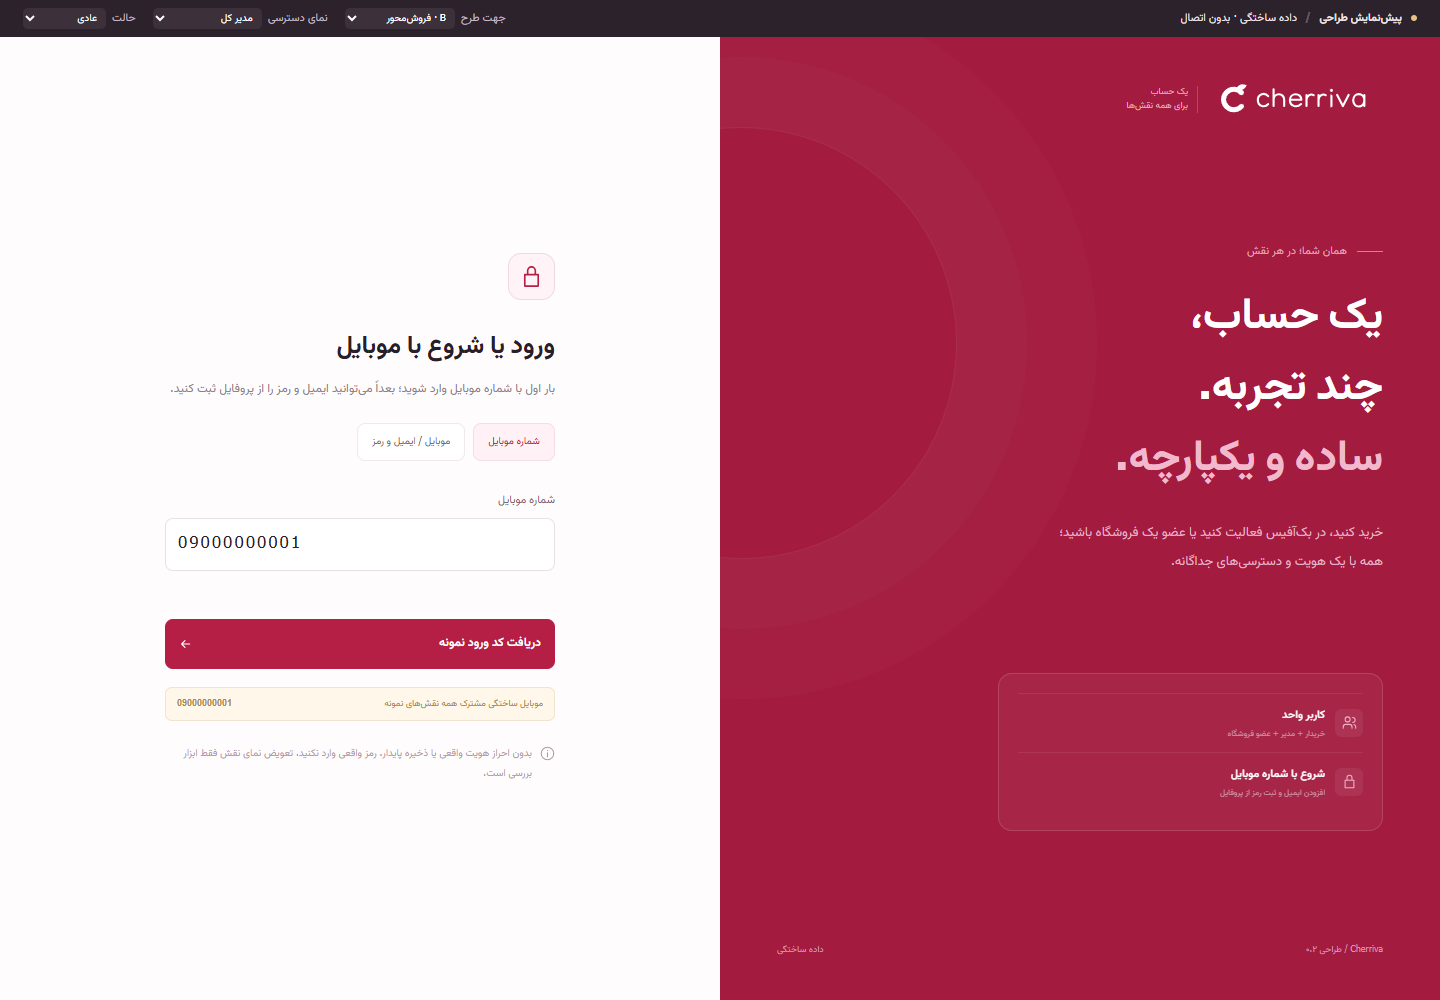 پیش‌نمایش طراحی / داده ساختگی · بدون اتصال
جهت طرح B · فروش‌محور نمای دسترسی مدیر کل حالت عادی
cherriva
یک حساب
برای همه نقش‌ها
همان شما؛ در هر نقش
یک حساب،
چند تجربه.
ساده و یکپارچه.
خرید کنید، در بک‌آفیس فعالیت کنید یا عضو یک فروشگاه باشید؛
همه با یک هویت و دسترسی‌های جداگانه.
کاربر واحد
خریدار + مدیر + عضو فروشگاه
شروع با شماره موبایل
افزودن ایمیل و ثبت رمز از پروفایل
Cherriva / طراحی ۰.۲
داده ساختگی
ورود یا شروع با موبایل
بار اول با شماره موبایل وارد شوید؛ بعداً می‌توانید ایمیل و رمز را از پروفایل ثبت کنید.
شماره موبایل
موبایل / ایمیل و رمز
شماره موبایل
09000000001
دریافت کد ورود نمونه ←
موبایل ساختگی مشترک همه نقش‌های نمونه 09000000001
بدون احراز هویت واقعی یا ذخیره پایدار. رمز واقعی وارد نکنید. تعویض نمای نقش فقط ابزار
بررسی است.